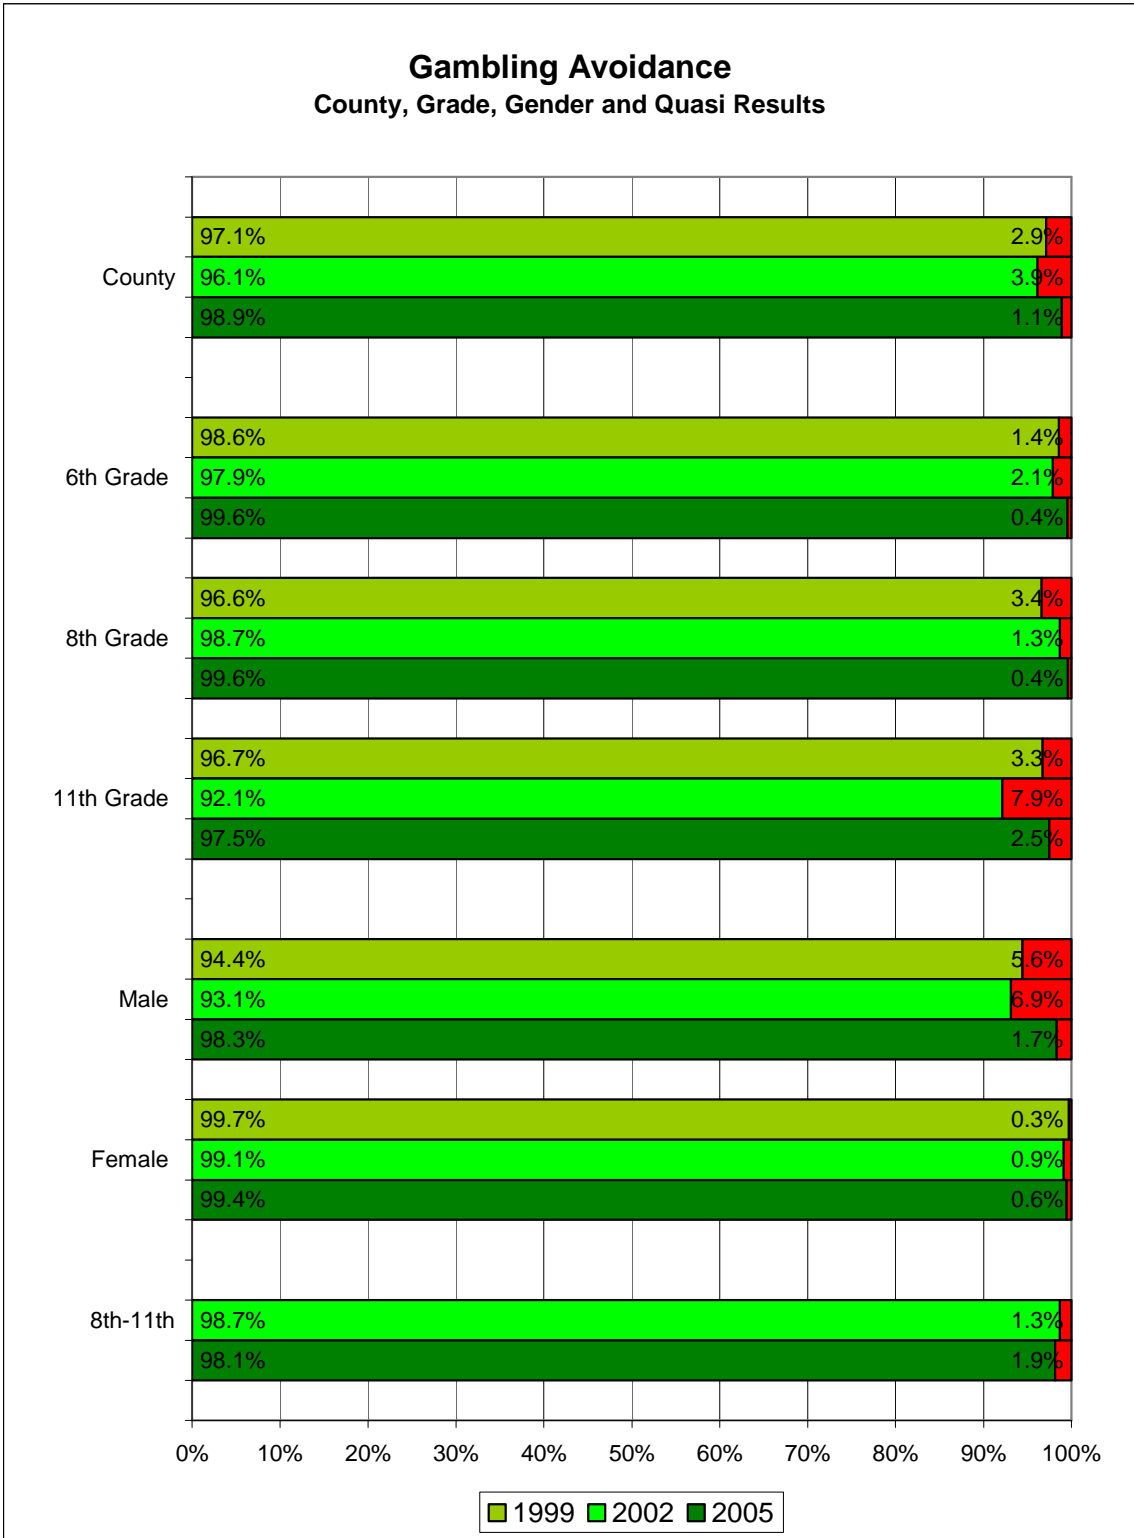 Gambling Avoidance
County, Grade, Gender and Quasi Results
97.1% 2.9%
County 96.1% 3.9%
98.9% 1.1%
98.6% 1.4%
6th Grade 97.9% 2.1%
99.6% 0.4%
96.6% 3.4%
8th Grade 98.7% 1.3%
99.6% 0.4%
96.7% 3.3%
11th Grade 92.1% 7.9%
97.5% 2.5%
94.4% 5.6%
Male 93.1% 6.9%
98.3% 1.7%
99.7% 0.3%
Female 99.1% 0.9%
99.4% 0.6%
8th-11th 98.7% 1.3%
98.1% 1.9%
0% 10% 20% 30% 40% 50% 60% 70% 80% 90% 100%
1999 2002 2005